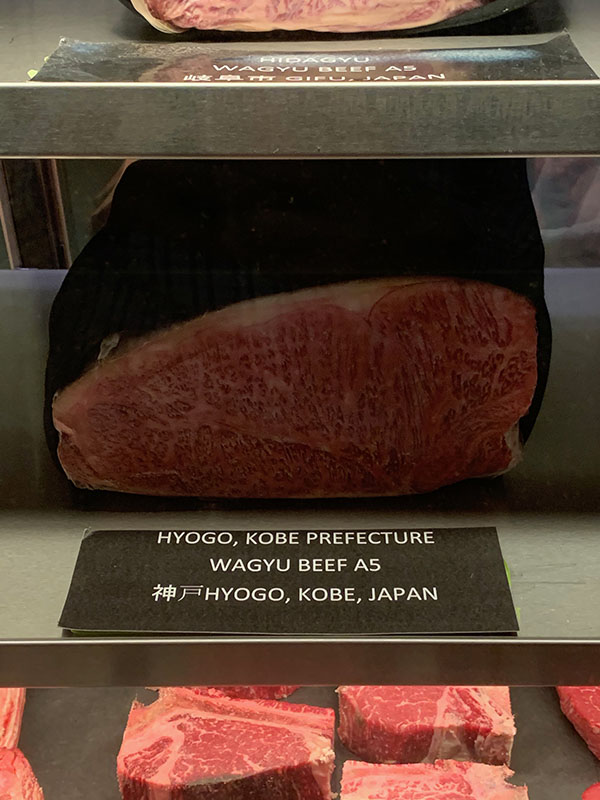 HIDAGYU
WAGYU BEEF A5
岐阜市 GIFU, JAPAN
HYOGO, KOBE PREFECTURE
WAGYU BEEF A5
神戸HYOGO, KOBE, JAPAN